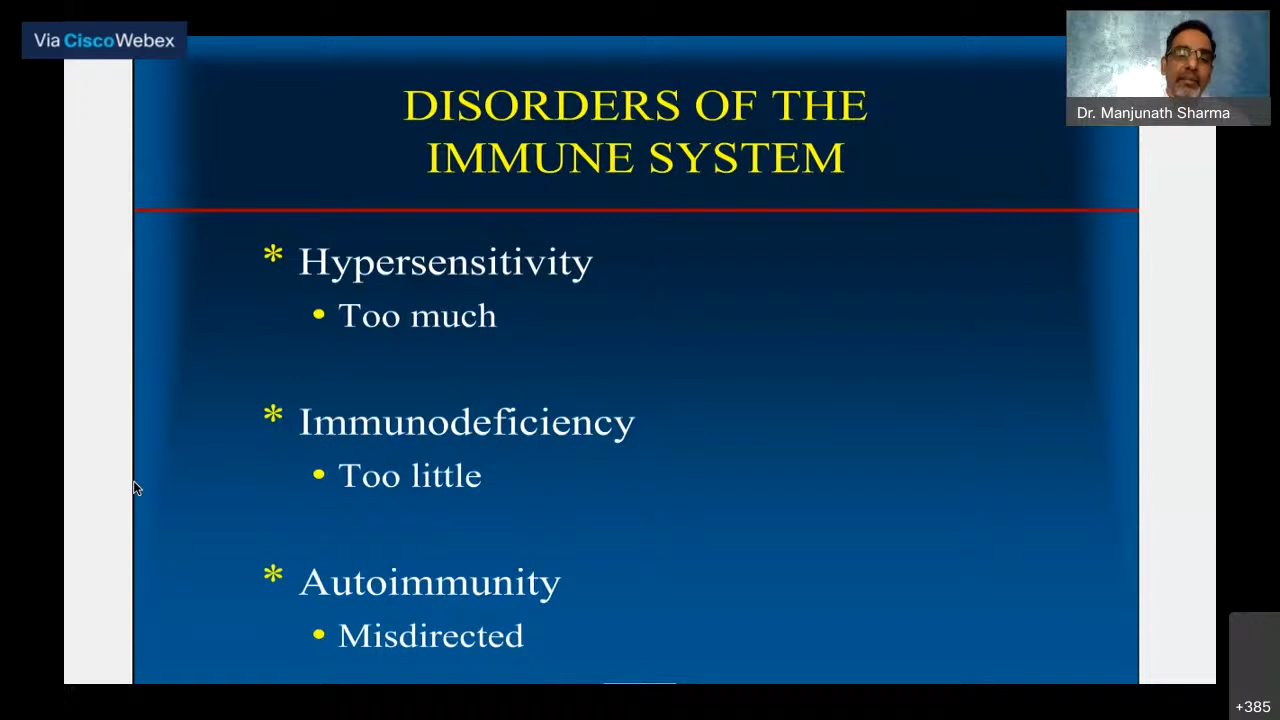 Via CiscoWebex
Dr. Manjunath Sharma
DISORDERS OF THE
IMMUNE SYSTEM
* Hypersensitivity
• Too much
* Immunodeficiency
• Too little
* Autoimmunity
• Misdirected
+385